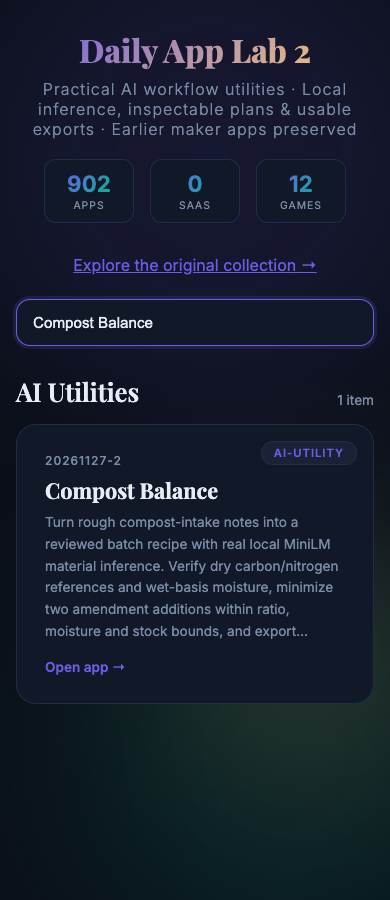 Daily App Lab 2
Practical AI workflow utilities · Local
inference, inspectable plans & usable
exports · Earlier maker apps preserved
902
APPS
0
SAAS
12
GAMES
Explore the original collection →
Compost Balance
AI Utilities
1 item
20261127-2
AI-UTILITY
Compost Balance
Turn rough compost-intake notes into a
reviewed batch recipe with real local MiniLM
material inference. Verify dry carbon/nitrogen
references and wet-basis moisture, minimize
two amendment additions within ratio,
moisture and stock bounds, and export...
Open app →